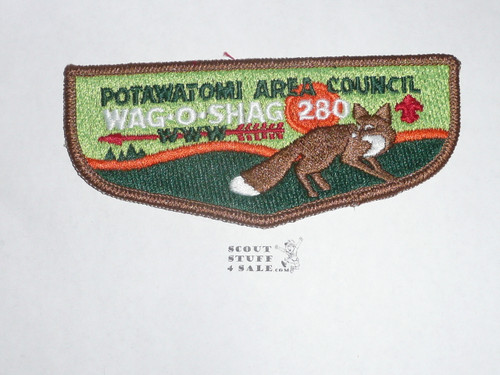 POTAWATOMI AREA COUNCIL
WAG-O-SHAG 280
W-W-W
SCOUT
STUFF
4 SALE.com